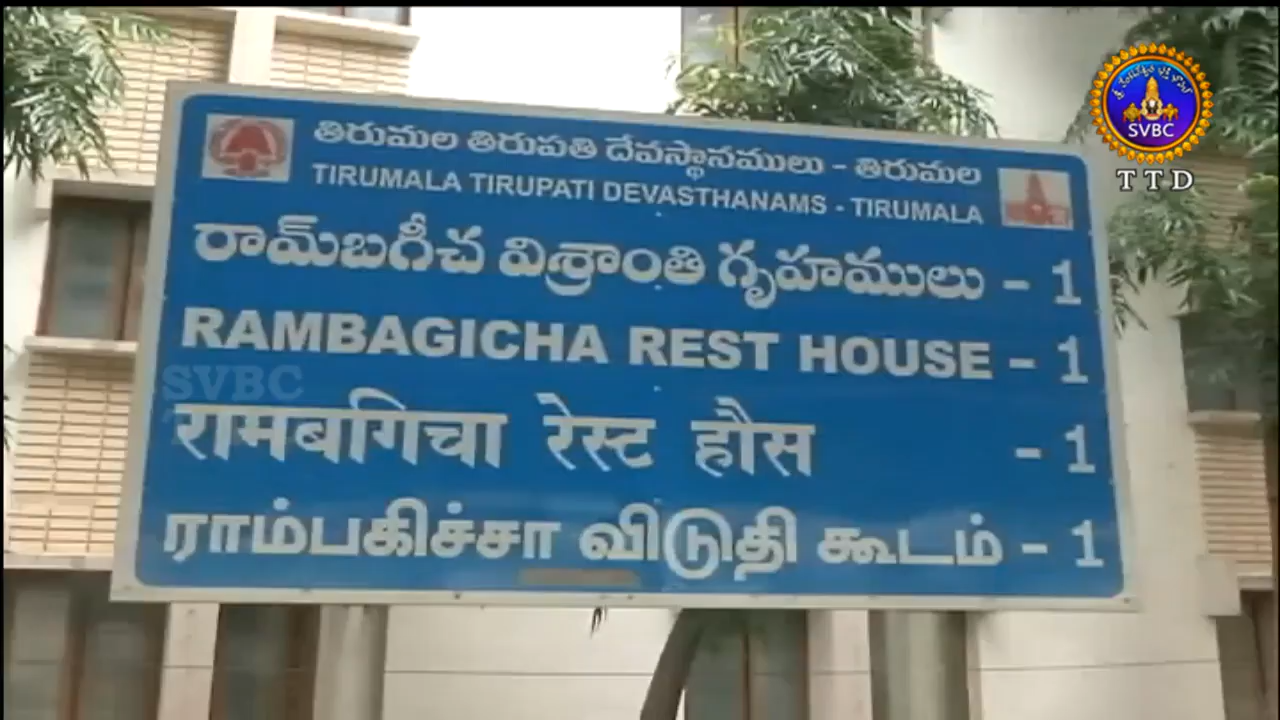 తిరుమల తిరుపతి దేవస్థానములు - తిరుమల
TIRUMALA TIRUPATI DEVASTHANAMS - TIRUMALA
రామ్‌బగీచ విశ్రాంతి గృహములు - 1
RAMBAGICHA REST HOUSE - 1
रामबगिचा रेस्ट हौस - 1
ராம்பகிச்சா விடுதி கூடம் - 1
SVBC
SVBC
TTD